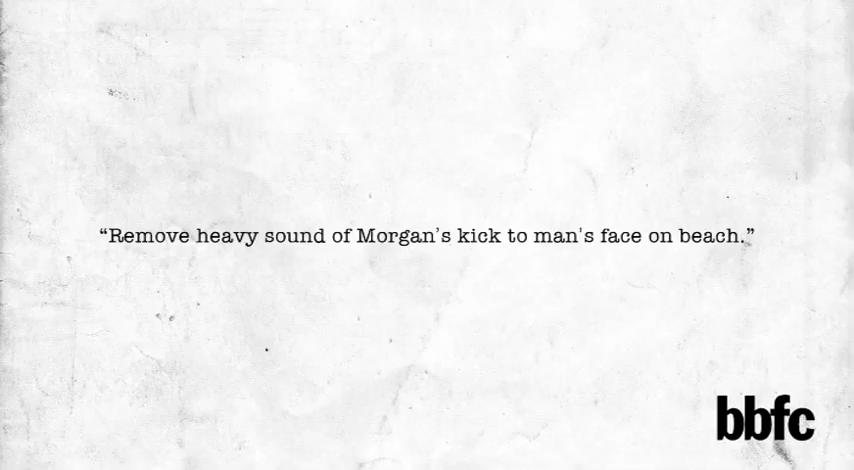 “Remove heavy sound of Morgan’s kick to man's face on beach.”
bbfc